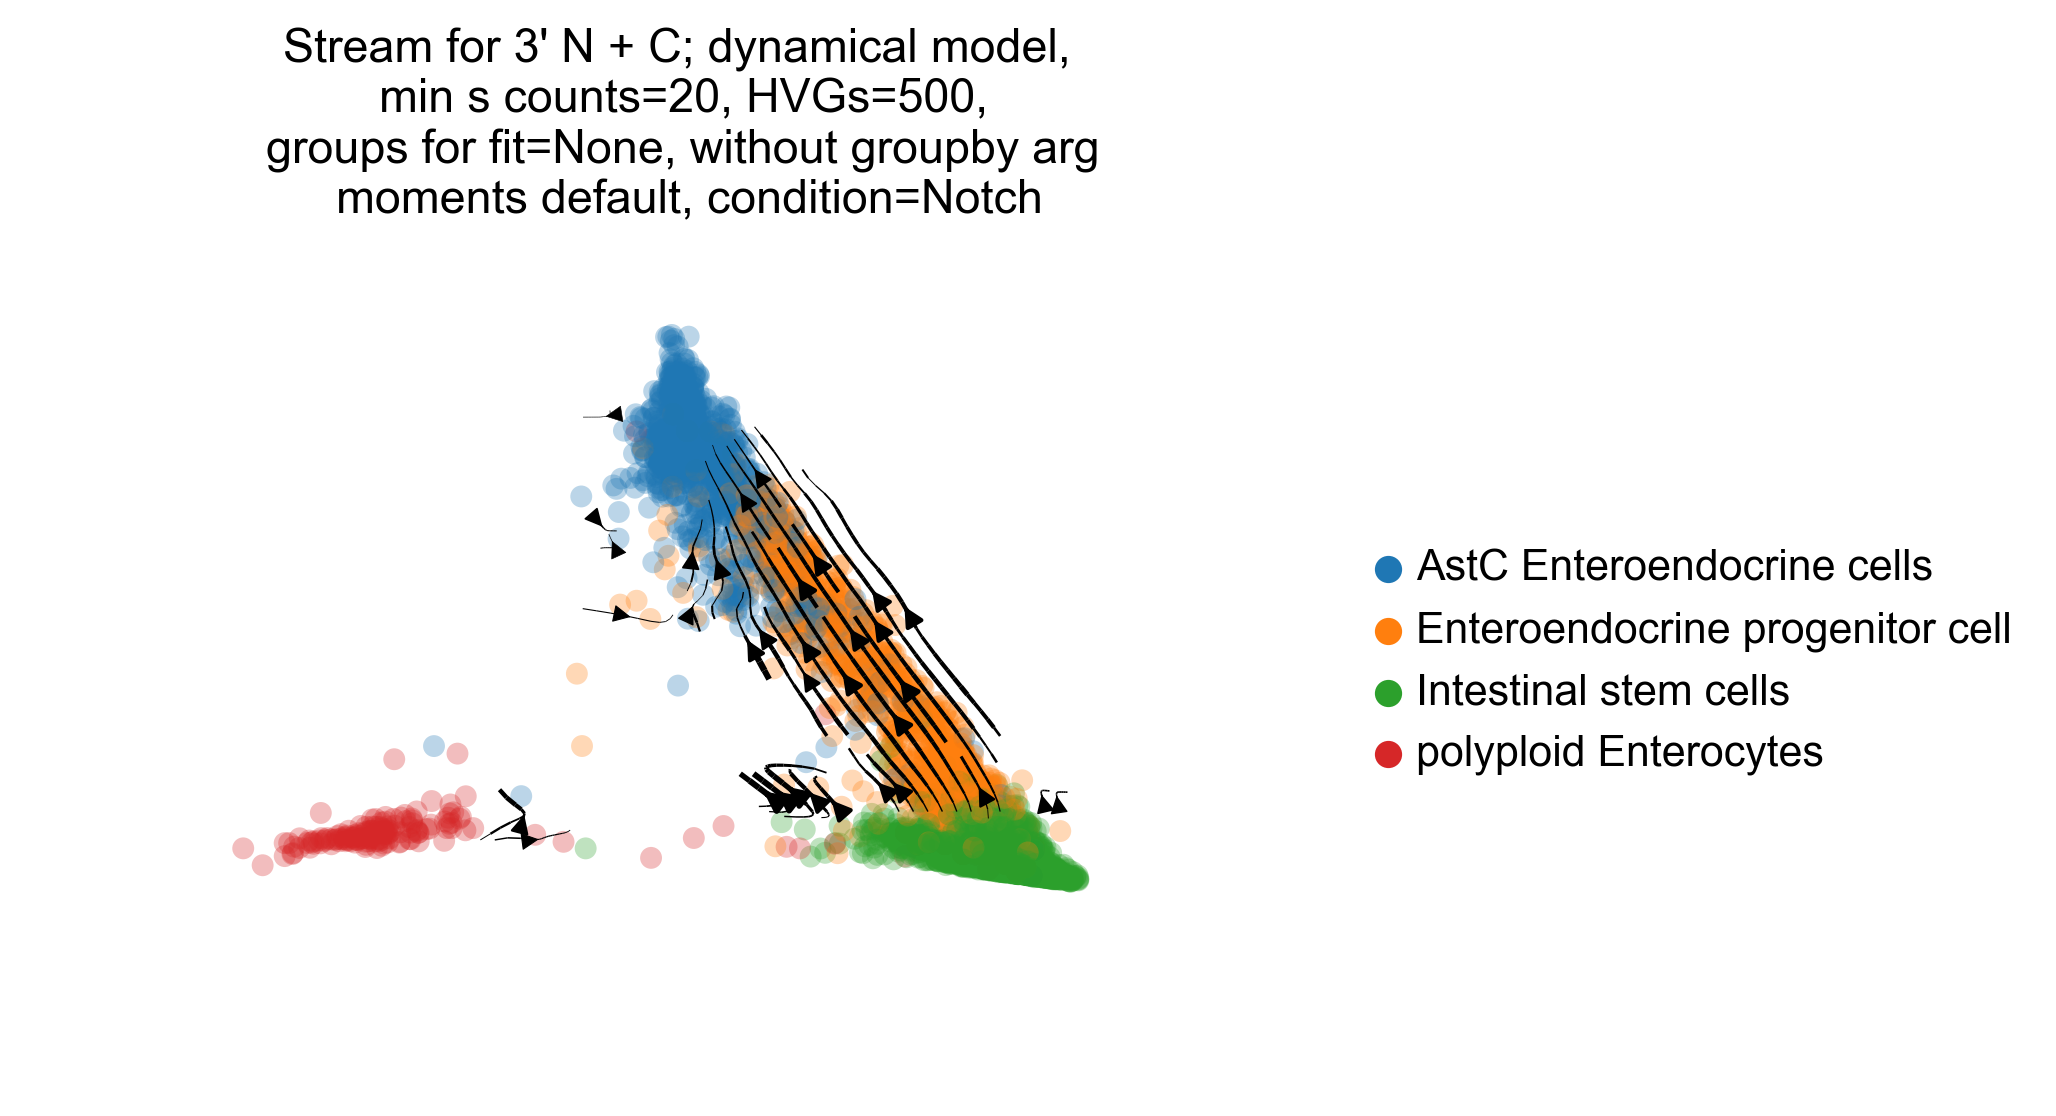 Stream for 3' N + C; dynamical model,
min s counts=20, HVGs=500,
groups for fit=None, without groupby arg
moments default, condition=Notch
AstC Enteroendocrine cells
Enteroendocrine progenitor cell
Intestinal stem cells
polyploid Enterocytes